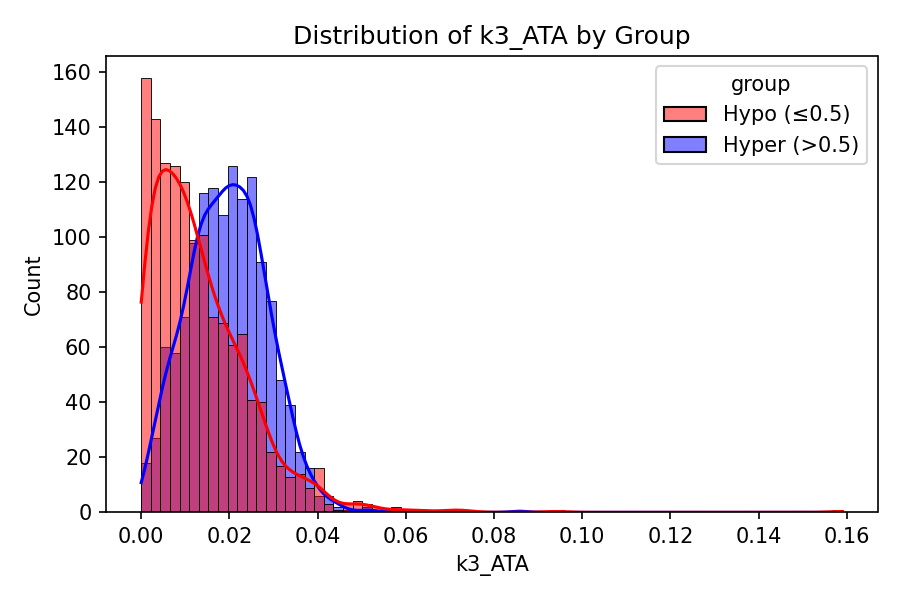 Distribution of k3_ATA by Group
group
Hypo (≤0.5)
Hyper (>0.5)
Count
160
140
120
100
80
60
40
20
0
0.00 0.02 0.04 0.06 0.08 0.10 0.12 0.14 0.16
k3_ATA